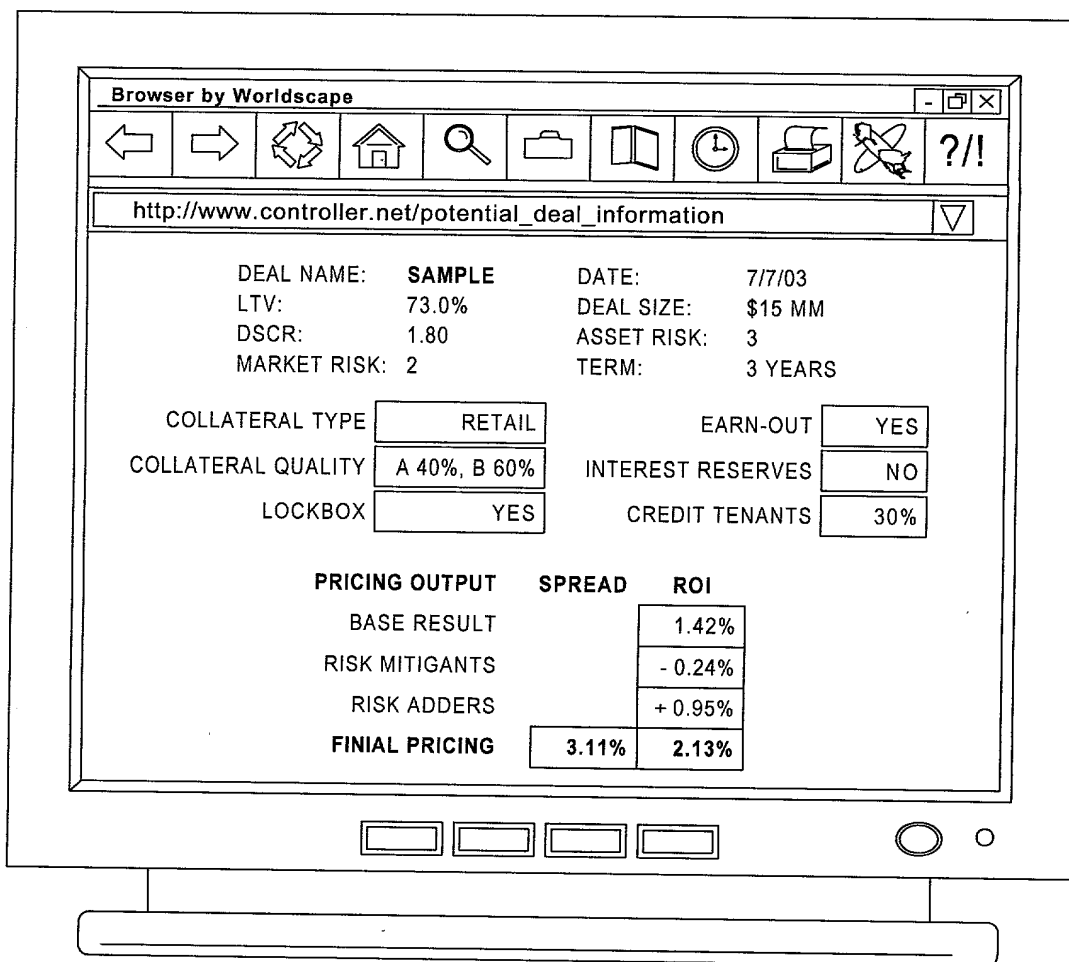 Browser by Worldscape
?/!
http://www.controller.net/potential_deal_information
DEAL NAME: SAMPLE DATE: 7/7/03
LTV: 73.0% DEAL SIZE: $15 MM
DSCR: 1.80 ASSET RISK: 3
MARKET RISK: 2 TERM: 3 YEARS
COLLATERAL TYPE RETAIL EARN-OUT YES
COLLATERAL QUALITY A 40%, B 60% INTEREST RESERVES NO
LOCKBOX YES CREDIT TENANTS 30%
PRICING OUTPUT SPREAD ROI
BASE RESULT 1.42%
RISK MITIGANTS - 0.24%
RISK ADDERS + 0.95%
FINIAL PRICING 3.11% 2.13%